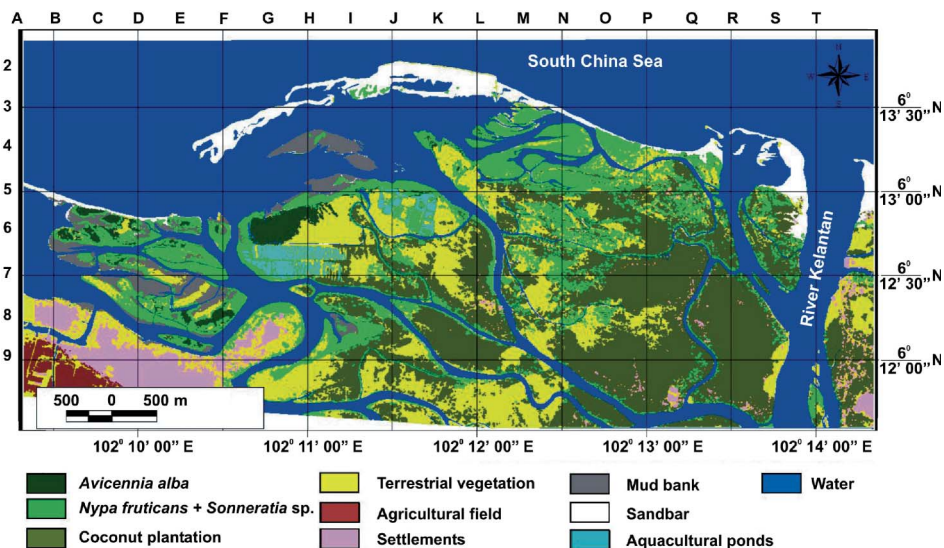 A B C D E F G H I J K L M N O P Q R S T
2
3
4
5
6
7
8
9
South China Sea
N
W E
S
River Kelantan
6° 13' 30" N
6° 13' 00" N
6° 12' 30" N
6° 12' 00" N
500 0 500 m
102° 10' 00" E 102° 11' 00" E 102° 12' 00" E 102° 13' 00" E 102° 14' 00" E
Avicennia alba
Nypa fruticans + Sonneratia sp.
Coconut plantation
Terrestrial vegetation
Agricultural field
Settlements
Mud bank
Sandbar
Aquacultural ponds
Water